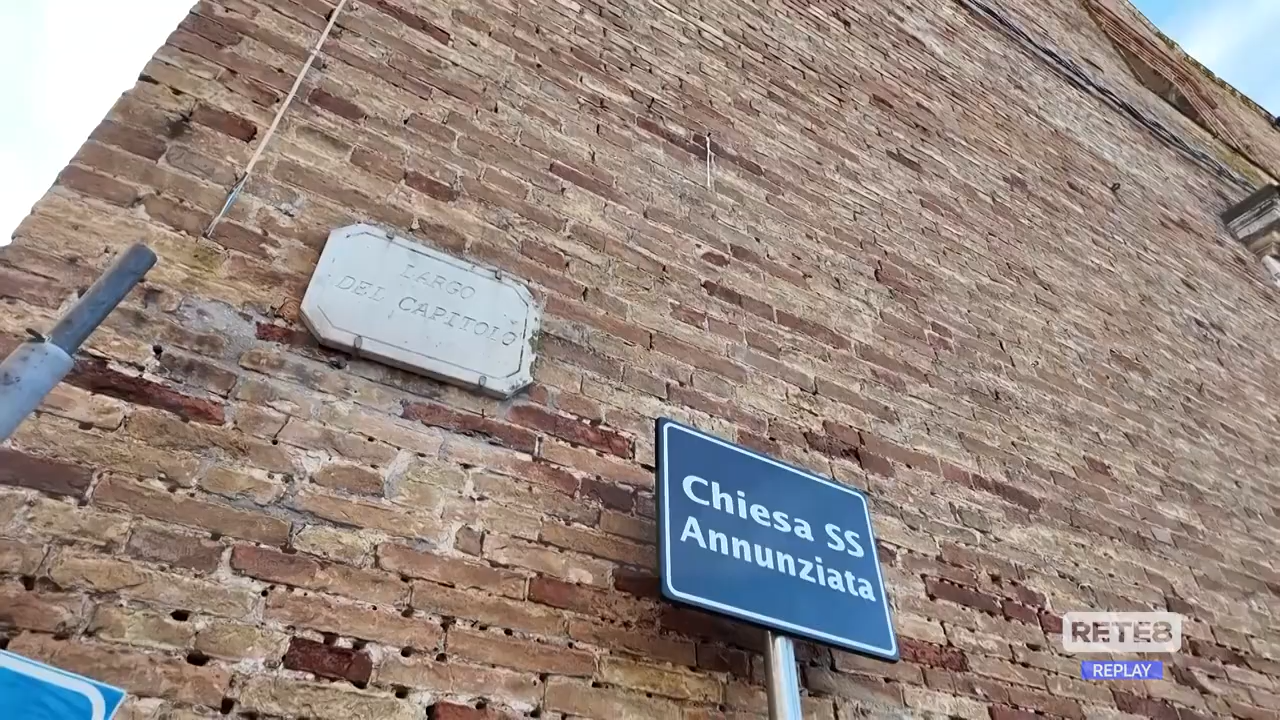 LARGO
DEL CAPITOLO
Chiesa SS
Annunziata
RETE8
REPLAY